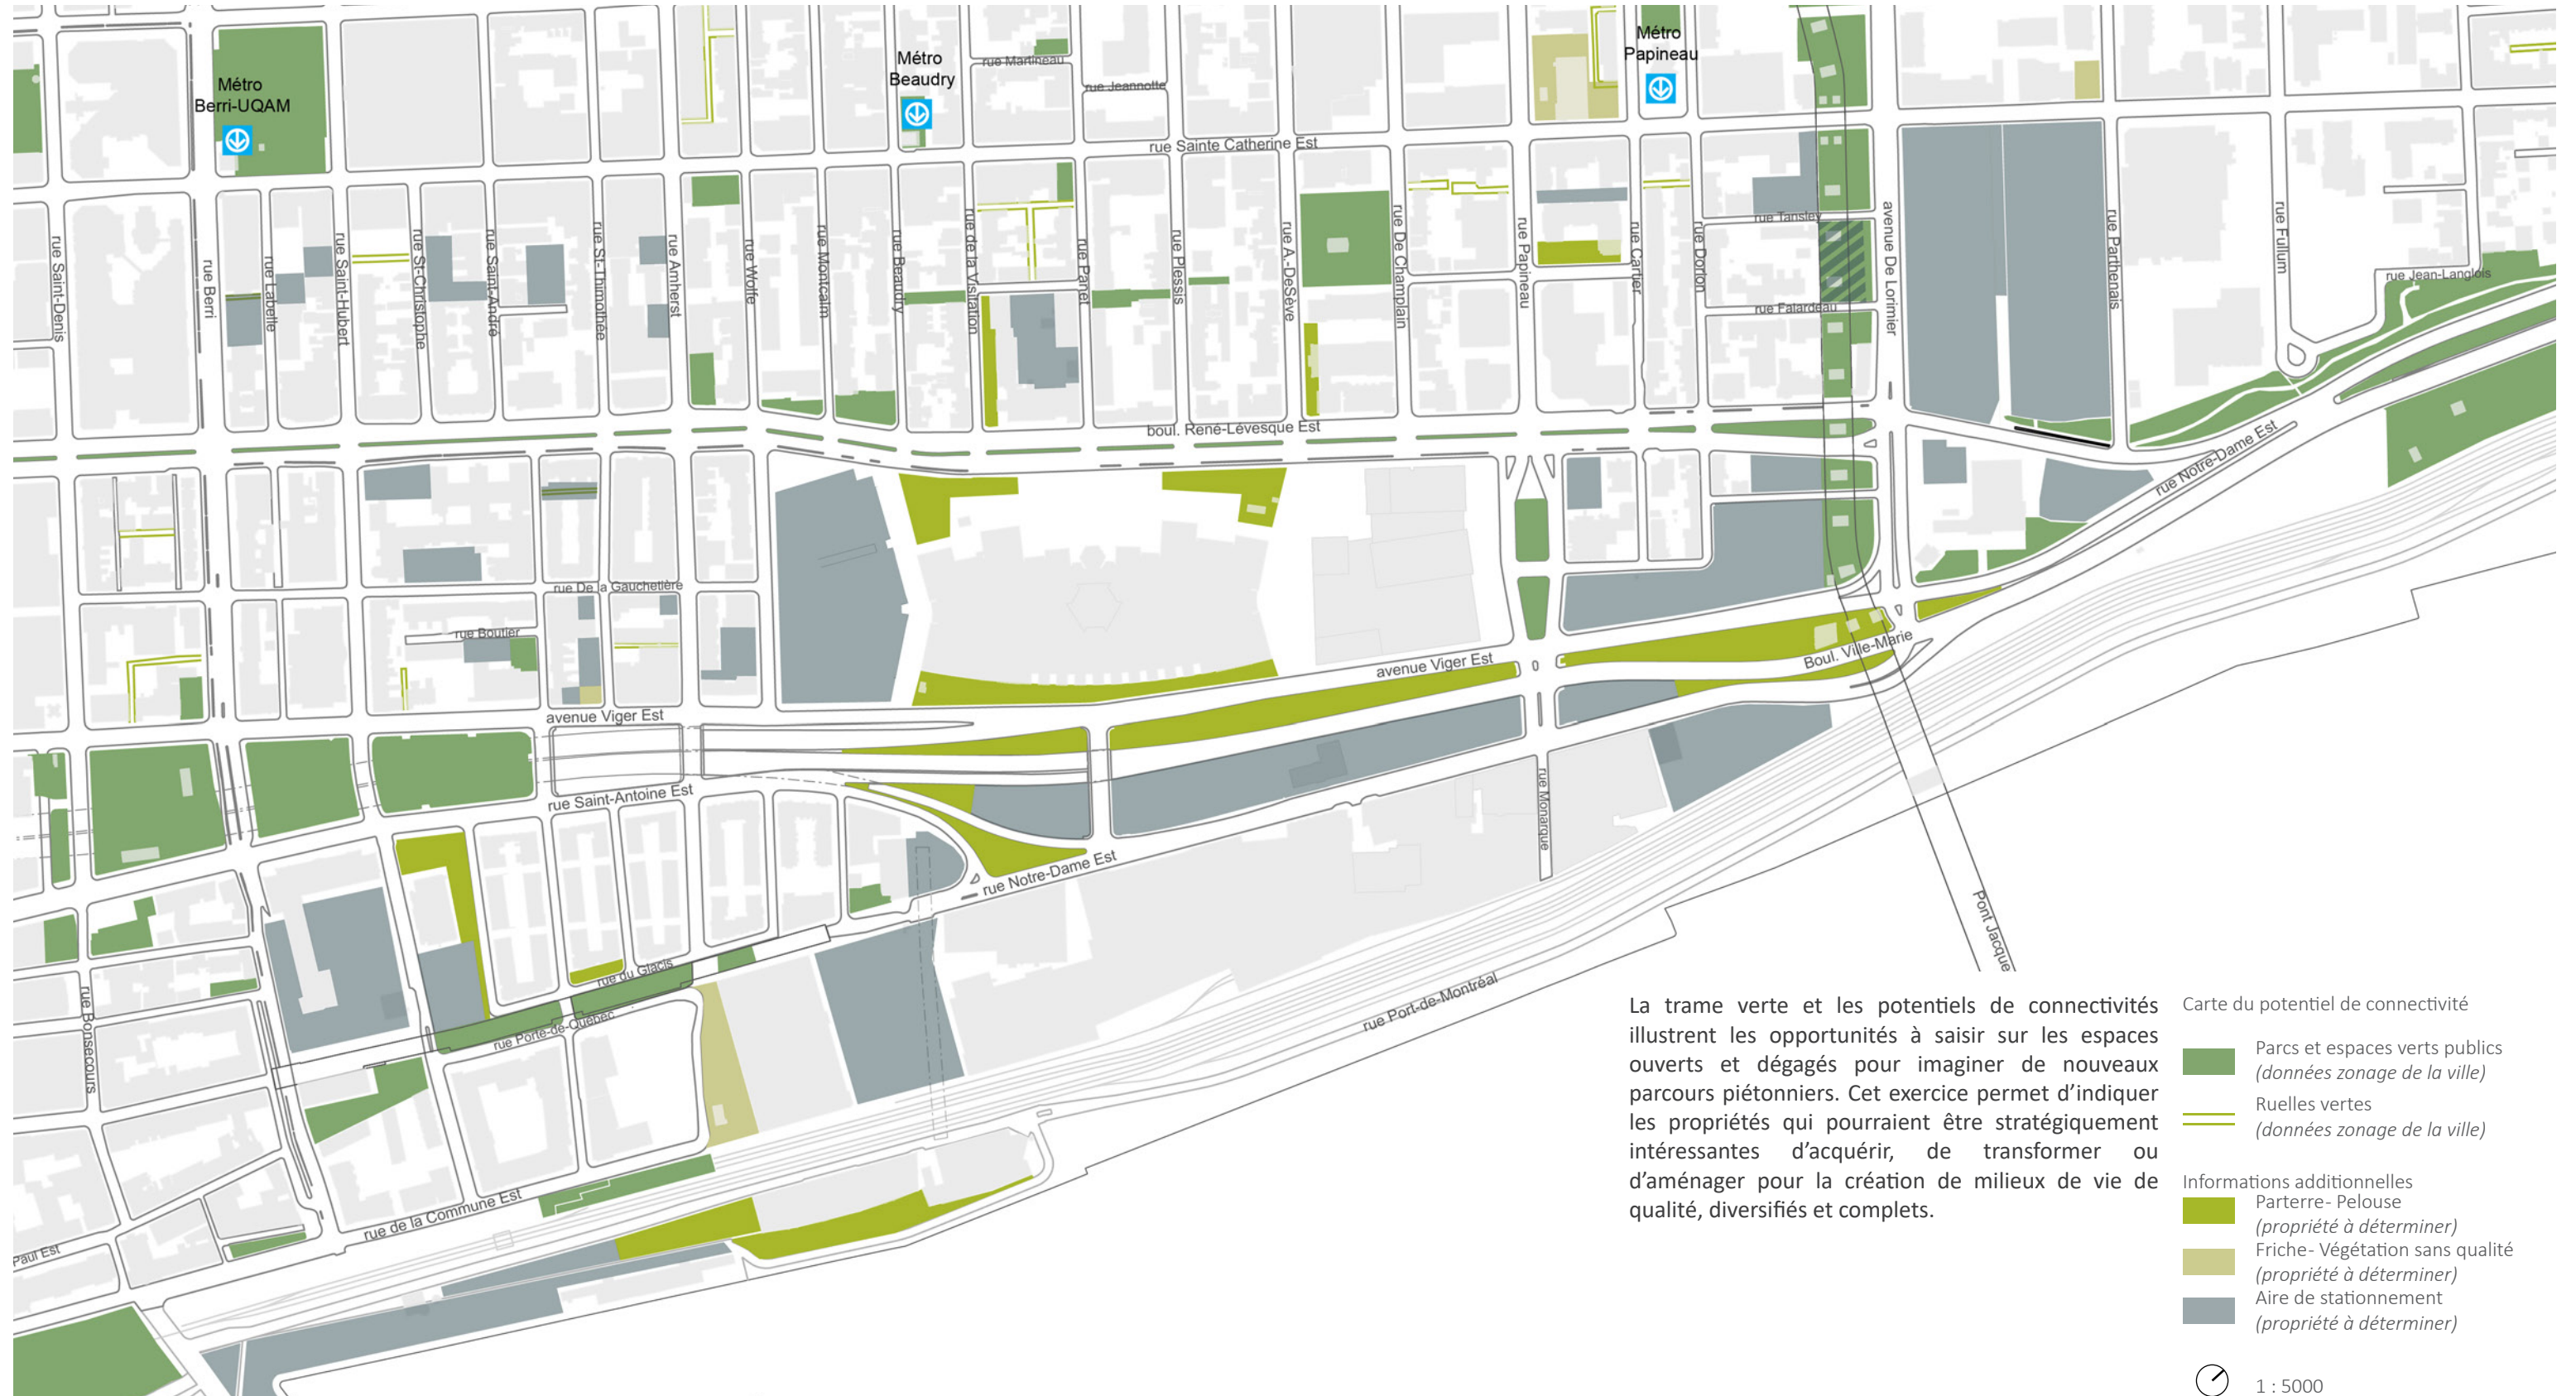 Métro
Berri-UQAM
Métro
Beaudry
rue Martineau
rue Jeannotte
Métro
Papineau
rue Sainte Catherine Est
rue Saint-Denis
rue Berri
rue Labelle
rue Saint-Hubert
rue St-Christophe
rue Saint-André
rue St-Thimothée
rue Amherst
rue Wolfe
rue Montcalm
rue Beaudry
rue de la Visitation
rue Panet
rue Plessis
rue A.-DeSève
rue De Champlain
rue Papineau
rue Cartier
rue Dorion
rue Tansley
rue Falardeau
avenue De Lorimier
rue Parthenais
rue Fullum
rue Jean-Langlois
boul. René-Lévesque Est
rue Notre-Dame Est
rue De la Gauchetière
rue Boutier
avenue Viger Est
avenue Viger Est
Boul. Ville-Marie
rue Saint-Antoine Est
rue Notre-Dame Est
rue Monarque
Pont Jacque
rue du Glacis
rue Porte-de-Québec
rue Bonsecours
rue Port-de-Montréal
rue de la Commune Est
Paul Est
La trame verte et les potentiels de connectivités
illustrent les opportunités à saisir sur les espaces
ouverts et dégagés pour imaginer de nouveaux
parcours piétonniers. Cet exercice permet d’indiquer
les propriétés qui pourraient être stratégiquement
intéressantes d’acquérir, de transformer ou
d’aménager pour la création de milieux de vie de
qualité, diversifiés et complets.
Carte du potentiel de connectivité
Parcs et espaces verts publics
(données zonage de la ville)
Ruelles vertes
(données zonage de la ville)
Informations additionnelles
Parterre- Pelouse
(propriété à déterminer)
Friche- Végétation sans qualité
(propriété à déterminer)
Aire de stationnement
(propriété à déterminer)
1 : 5000